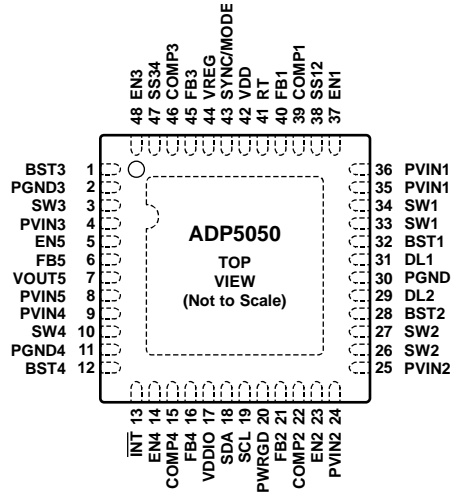 48 EN3
47 SS34
46 COMP3
45 FB3
44 VREG
43 SYNC/MODE
42 VDD
41 RT
40 FB1
39 COMP1
38 SS12
37 EN1
BST3 1
PGND3 2
SW3 3
PVIN3 4
EN5 5
FB5 6
VOUT5 7
PVIN5 8
PVIN4 9
SW4 10
PGND4 11
BST4 12
ADP5050
TOP
VIEW
(Not to Scale)
36 PVIN1
35 PVIN1
34 SW1
33 SW1
32 BST1
31 DL1
30 PGND
29 DL2
28 BST2
27 SW2
26 SW2
25 PVIN2
INT 13
EN4 14
COMP4 15
FB4 16
VDDIO 17
SDA 18
SCL 19
PWRGD 20
FB2 21
COMP2 22
EN2 23
PVIN2 24